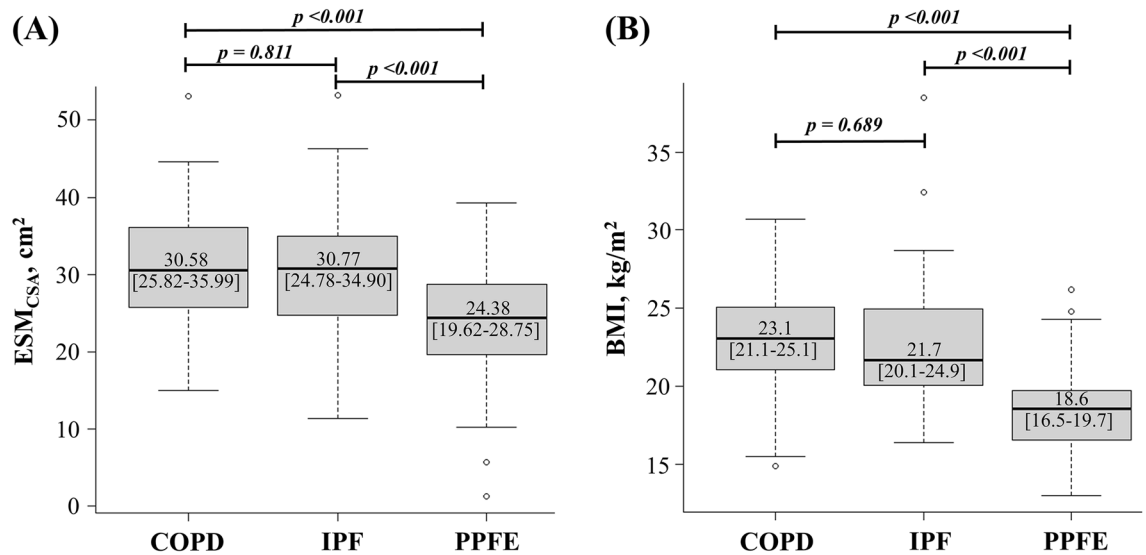 (A)
p <0.001
p = 0.811
p <0.001
ESM_CSA, cm²
50
40
30
20
10
0
30.58
[25.82-35.99]
30.77
[24.78-34.90]
24.38
[19.62-28.75]
COPD
IPF
PPFE
(B)
p <0.001
p <0.001
p = 0.689
BMI, kg/m²
35
30
25
20
15
23.1
[21.1-25.1]
21.7
[20.1-24.9]
18.6
[16.5-19.7]
COPD
IPF
PPFE